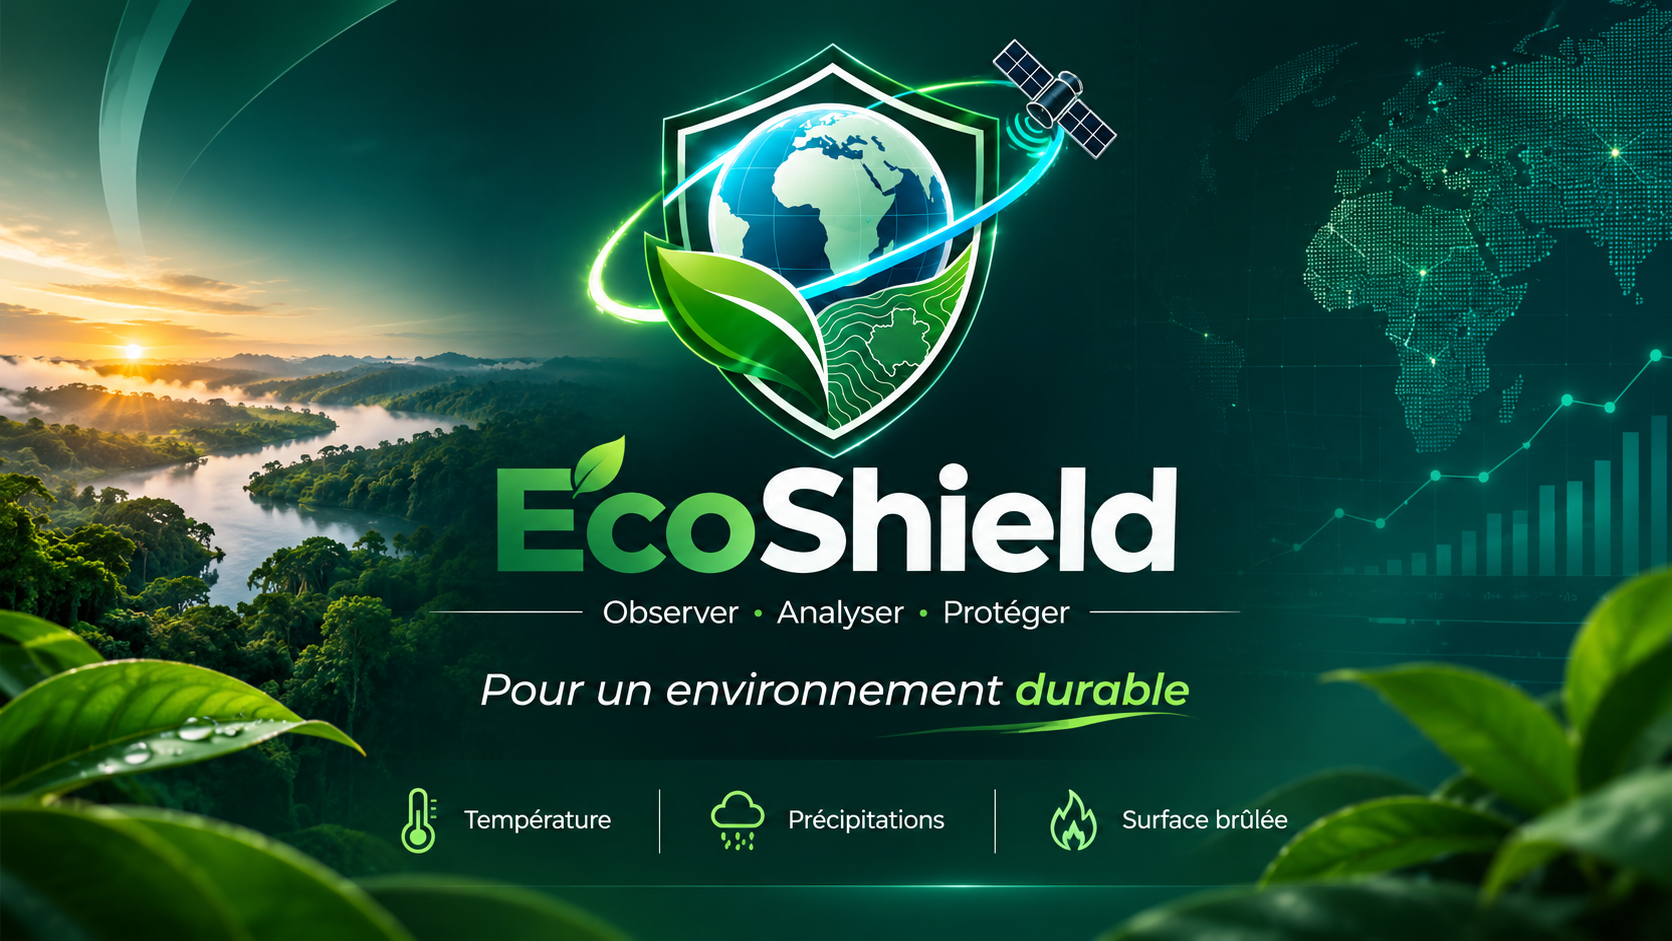 EcoShield
Observer • Analyser • Protéger
Pour un environnement durable
Température
Précipitations
Surface brûlée